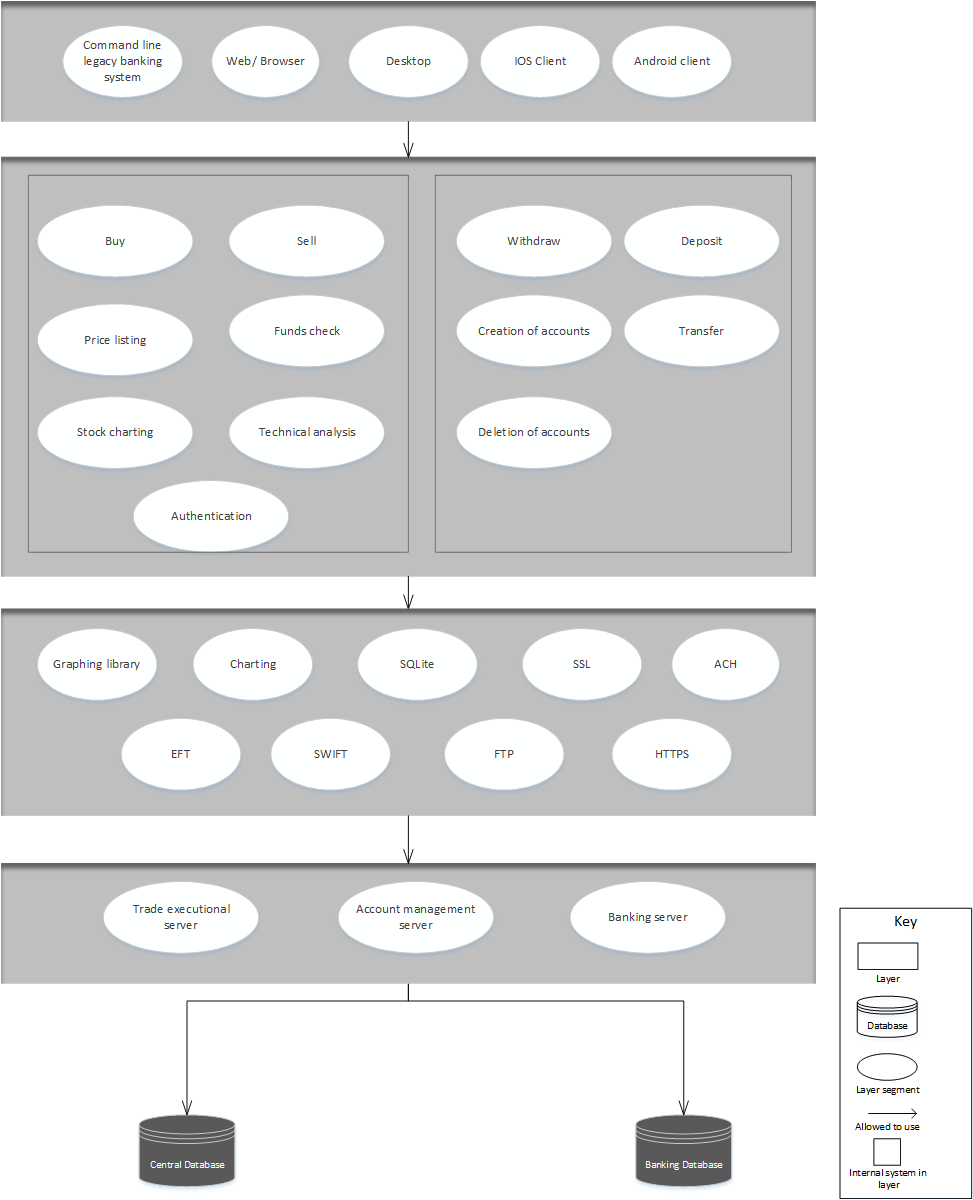 Command line
legacy banking
system
Web/ Browser
Desktop
IOS Client
Android client
Buy
Sell
Withdraw
Deposit
Price listing
Funds check
Creation of accounts
Transfer
Stock charting
Technical analysis
Deletion of accounts
Authentication
Graphing library
Charting
SQLite
SSL
ACH
EFT
SWIFT
FTP
HTTPS
Trade executional
server
Account management
server
Banking server
Central Database
Banking Database
Key
Layer
Database
Layer segment
Allowed to use
Internal system in
layer